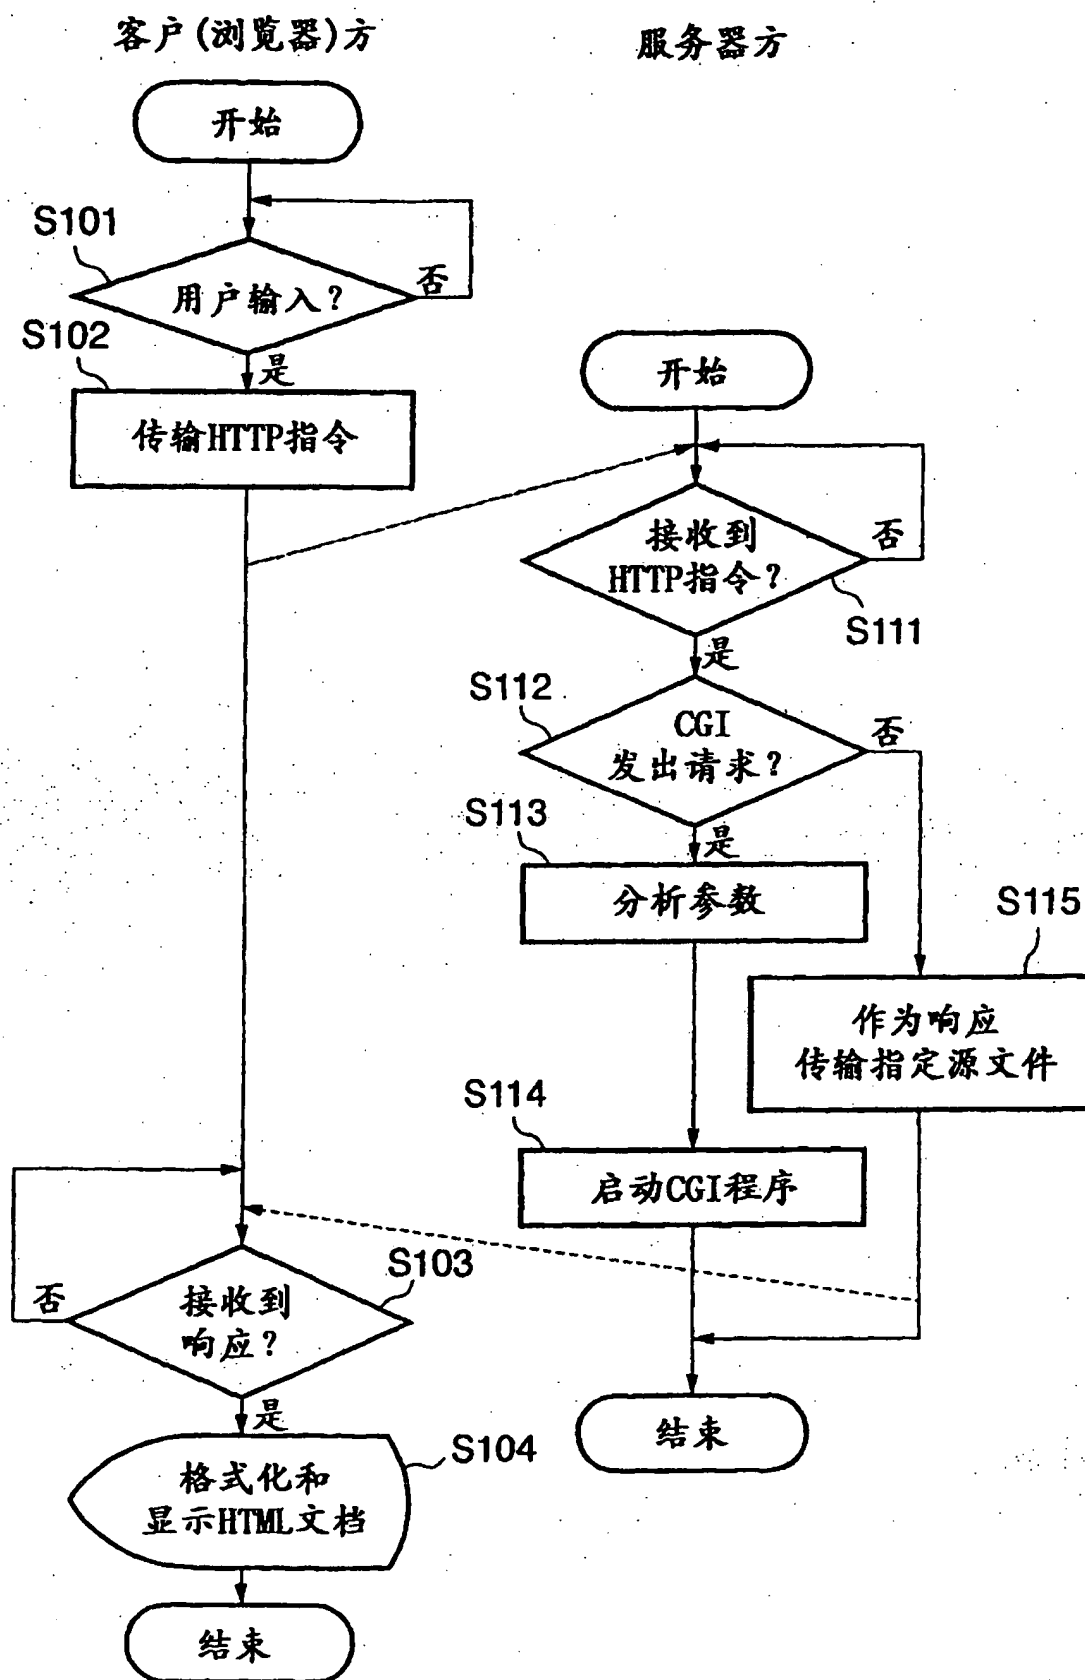 客户(浏览器)方
开始
S101
用户输入?
否
是
S102
传输HTTP指令
接收到
响应?
S103
否
是
格式化和
显示HTML文档
S104
结束
服务器方
开始
接收到
HTTP指令?
否
S111
是
S112
CGI
发出请求?
否
是
S113
分析参数
S115
作为响应
传输指定源文件
S114
启动CGI程序
结束